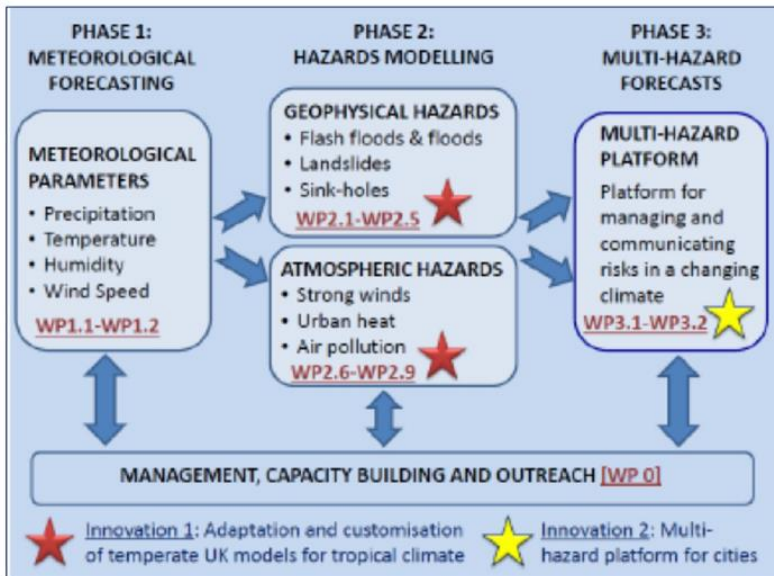 PHASE 1:
METEOROLOGICAL
FORECASTING
METEOROLOGICAL
PARAMETERS
• Precipitation
• Temperature
• Humidity
• Wind Speed
WP1.1-WP1.2
PHASE 2:
HAZARDS MODELLING
GEOPHYSICAL HAZARDS
• Flash floods & floods
• Landslides
• Sink-holes
WP2.1-WP2.5
ATMOSPHERIC HAZARDS
• Strong winds
• Urban heat
• Air pollution
WP2.6-WP2.9
PHASE 3:
MULTI-HAZARD
FORECASTS
MULTI-HAZARD
PLATFORM
Platform for
managing and
communicating
risks in a changing
climate
WP3.1-WP3.2
MANAGEMENT, CAPACITY BUILDING AND OUTREACH [WP 0]
Innovation 1: Adaptation and customisation
of temperate UK models for tropical climate
Innovation 2: Multi-
hazard platform for cities